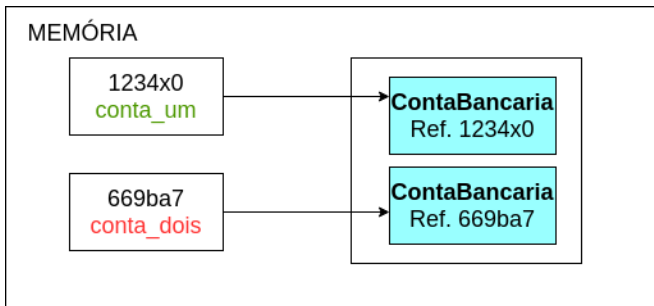 MEMÓRIA
1234x0
conta_um
ContaBancaria
Ref. 1234x0
669ba7
conta_dois
ContaBancaria
Ref. 669ba7